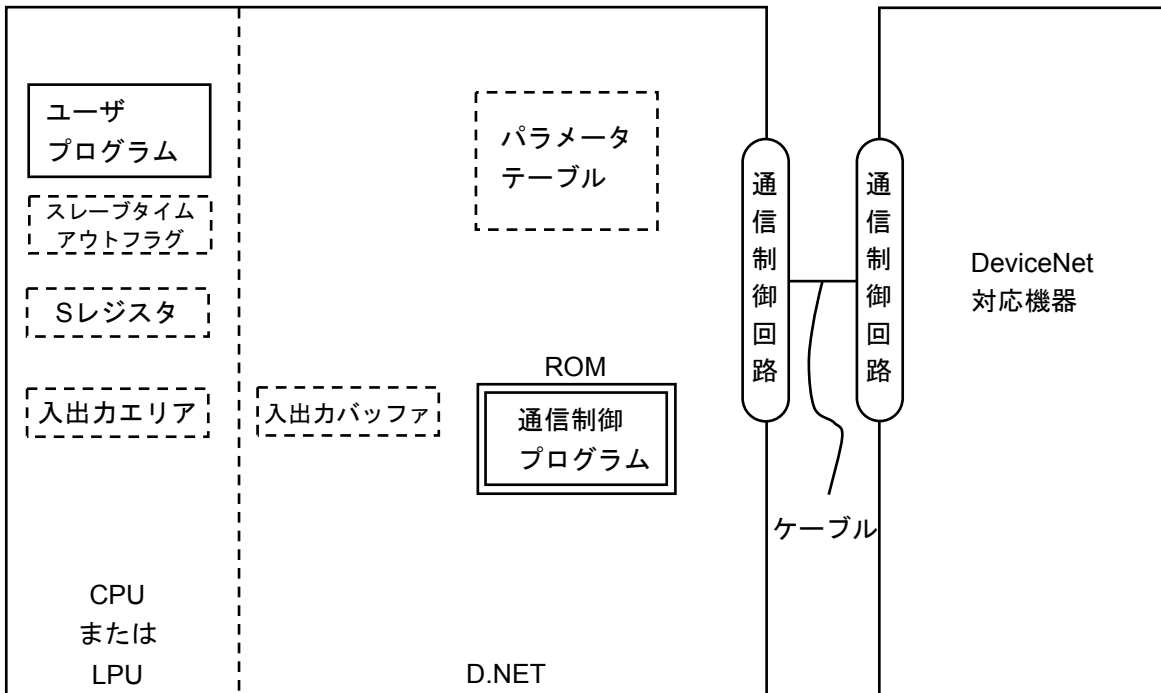 ユーザ
プログラム
スレーブタイム
アウトフラグ
Sレジスタ
入出力エリア
CPU
または
LPU
パラメータ
テーブル
ROM
入出力バッファ
通信制御
プログラム
D.NET
通信制御回路
通信制御回路
ケーブル
DeviceNet
対応機器